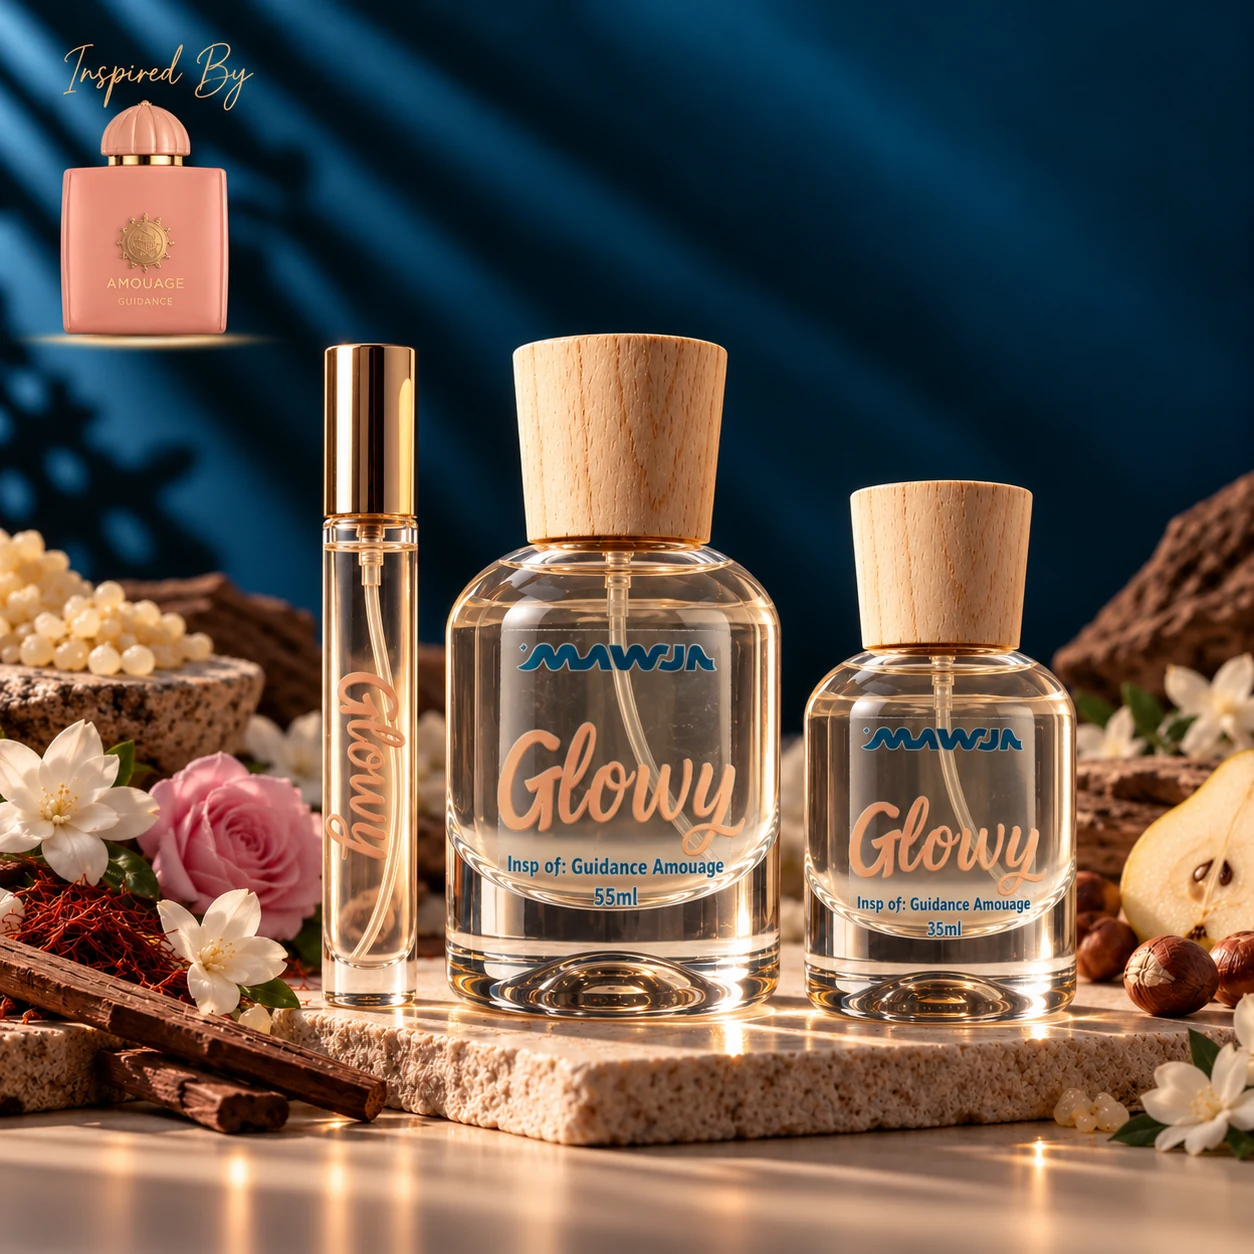 Inspired By
AMOUAGE
GUIDANCE
Glowy
MAWJA
Glowy
Insp of: Guidance Amouage
55ml
MAWJA
Glowy
Insp of: Guidance Amouage
35ml